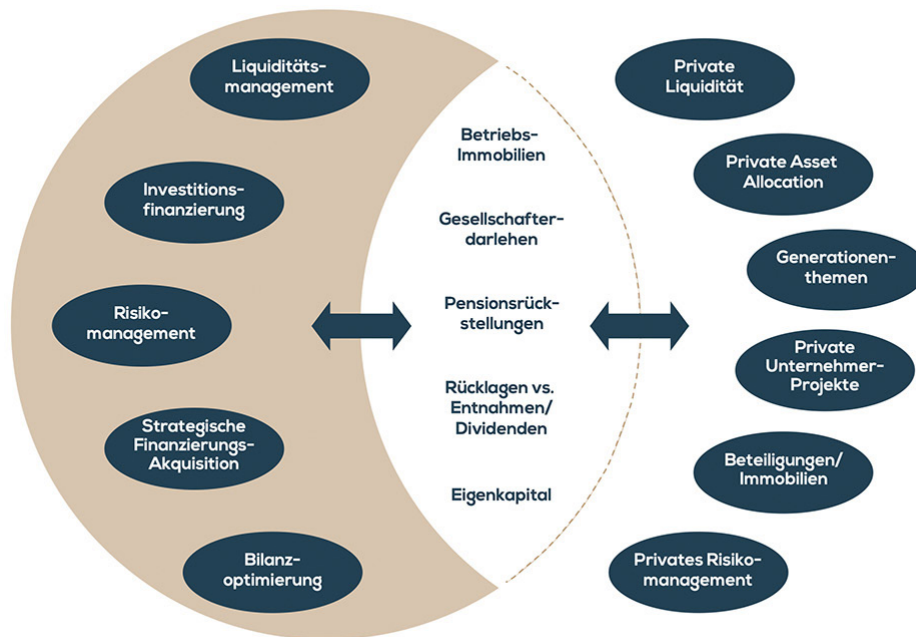 Liquiditäts-
management
Investitions-
finanzierung
Risiko-
management
Strategische
Finanzierungs-
Akquisition
Bilanz-
optimierung
Betriebs-
Immobilien
Gesellschafter-
darlehen
Pensionsrück-
stellungen
Rücklagen vs.
Entnahmen/
Dividenden
Eigenkapital
Private
Liquidität
Private Asset
Allocation
Generationen-
themen
Private
Unternehmer-
Projekte
Beteiligungen/
Immobilien
Privates Risiko-
management